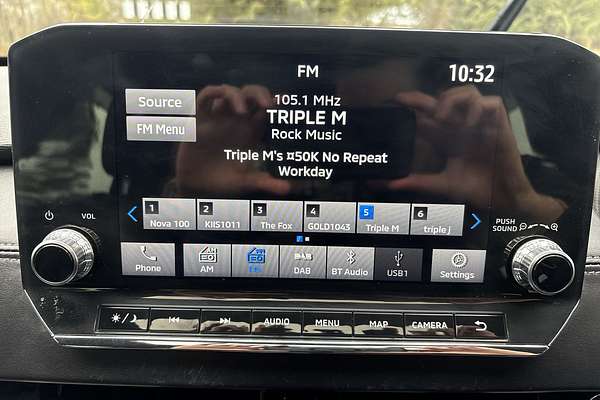 FM
10:32
Source
105.1 MHz
TRIPLE M
FM Menu
Rock Music
Triple M's ¤50K No Repeat
Workday
VOL
PUSH
SOUND
1 Nova 100
2 KIIS1011
3 The Fox
4 GOLD1043
5 Triple M
6 triple j
Phone
AM
FM
DAB
BT Audio
USB1
Settings
AUDIO
MENU
MAP
CAMERA